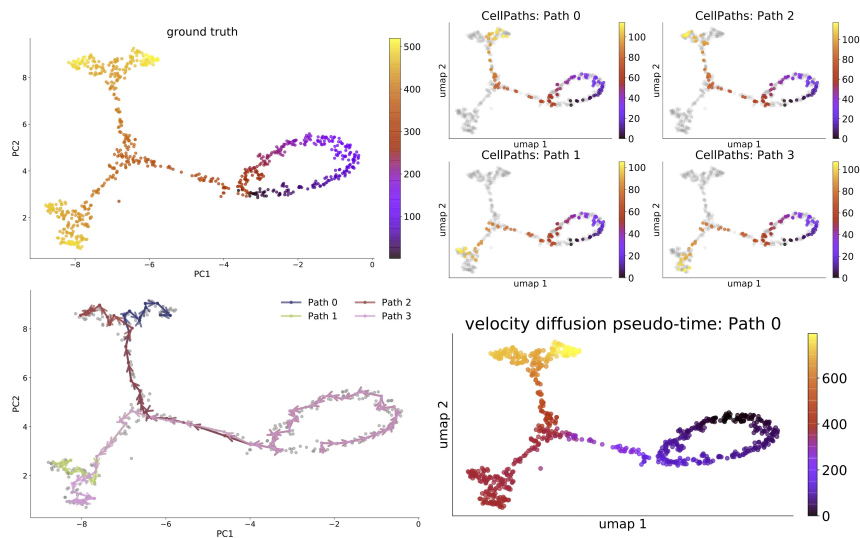 ground truth
PC2
8
6
4
2
−8
−6
−4
−2
0
PC1
500
400
300
200
100
CellPaths: Path 0
umap 2
umap 1
100
80
60
40
20
0
CellPaths: Path 2
umap 2
umap 1
100
80
60
40
20
0
CellPaths: Path 1
umap 2
umap 1
100
80
60
40
20
0
CellPaths: Path 3
umap 2
umap 1
100
80
60
40
20
0
Path 0
Path 2
Path 1
Path 3
PC2
8
6
4
2
−8
−6
−4
−2
0
PC1
velocity diffusion pseudo-time: Path 0
umap 2
umap 1
600
400
200
0